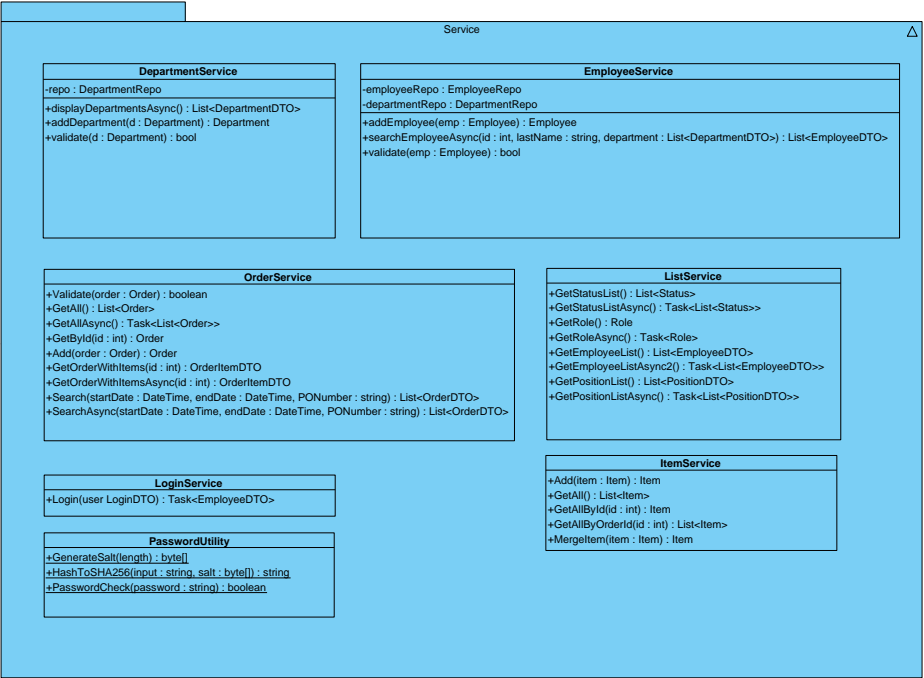 Service
DepartmentService
-repo : DepartmentRepo
+displayDepartmentsAsync() : List<DepartmentDTO>
+addDepartment(d : Department) : Department
+validate(d : Department) : bool
EmployeeService
-employeeRepo : EmployeeRepo
-departmentRepo : DepartmentRepo
+addEmployee(emp : Employee) : Employee
+searchEmployeeAsync(id : int, lastName : string, department : List<DepartmentDTO>) : List<EmployeeDTO>
+validate(emp : Employee) : bool
OrderService
+Validate(order : Order) : boolean
+GetAll() : List<Order>
+GetAllAsync() : Task<List<Order>>
+GetById(id : int) : Order
+Add(order : Order) : Order
+GetOrderWithItems(id : int) : OrderItemDTO
+GetOrderWithItemsAsync(id : int) : OrderItemDTO
+Search(startDate : DateTime, endDate : DateTime, PONumber : string) : List<OrderDTO>
+SearchAsync(startDate : DateTime, endDate : DateTime, PONumber : string) : List<OrderDTO>
ListService
+GetStatusList() : List<Status>
+GetStatusListAsync() : Task<List<Status>>
+GetRole() : Role
+GetRoleAsync() : Task<Role>
+GetEmployeeList() : List<EmployeeDTO>
+GetEmployeeListAsync2() : Task<List<EmployeeDTO>>
+GetPositionList() : List<PositionDTO>
+GetPositionListAsync() : Task<List<PositionDTO>>
LoginService
+Login(user LoginDTO) : Task<EmployeeDTO>
ItemService
+Add(item : Item) : Item
+GetAll() : List<Item>
+GetAllById(id : int) : Item
+GetAllByOrderId(id : int) : List<Item>
+MergeItem(item : Item) : Item
PasswordUtility
+GenerateSalt(length) : byte[]
+HashToSHA256(input : string, salt : byte[]) : string
+PasswordCheck(password : string) : boolean